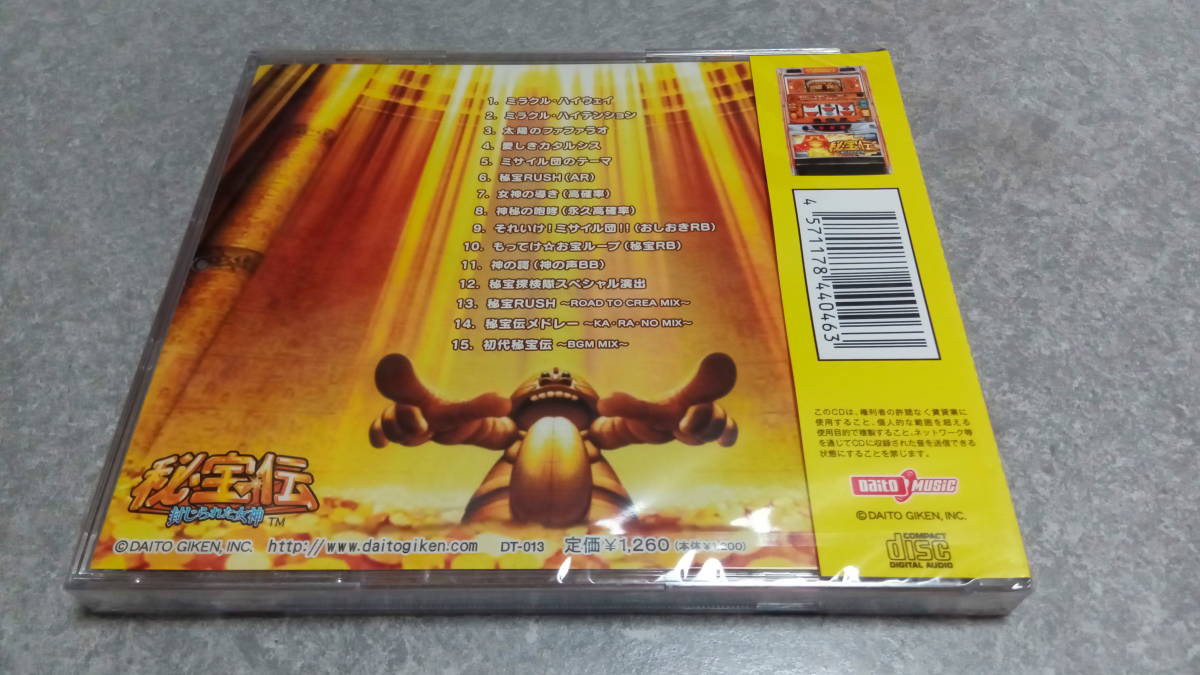 1. ミラクル・ハイウェイ
2. ミラクル・ハイテンション
3. 太陽のファファラオ
4. 愛しきカタルシス
5. ミサイル団のテーマ
6. 秘宝RUSH(AR)
7. 女神の導き(高確率)
8. 神秘の咆哮(永久高確率)
9. それいけ!ミサイル団!!(おしおきRB)
10. もってけ☆お宝ループ(秘宝RB)
11. 神の謌(神の声BB)
12. 秘宝探検隊スペシャル演出
13. 秘宝RUSH ~ROAD TO CREA MIX~
14. 秘宝伝メドレー ~KA・RA・NO MIX~
15. 初代秘宝伝 ~BGM MIX~
秘宝伝
封じられた女神 TM
©DAITO GIKEN, INC. http://www.daitogiken.com DT-013 定価¥1,260(本体¥1,200)
秘宝伝
4571178440463
このCDは、権利者の許諾なく賃貸業に
使用すること、個人的な範囲を超える
使用目的で複製すること、ネットワーク等
を通じてCDに収録された音を送信できる
状態にすることを禁じます。
Daito MUSIC
©DAITO GIKEN, INC.
COMPACT
disc
DIGITAL AUDIO